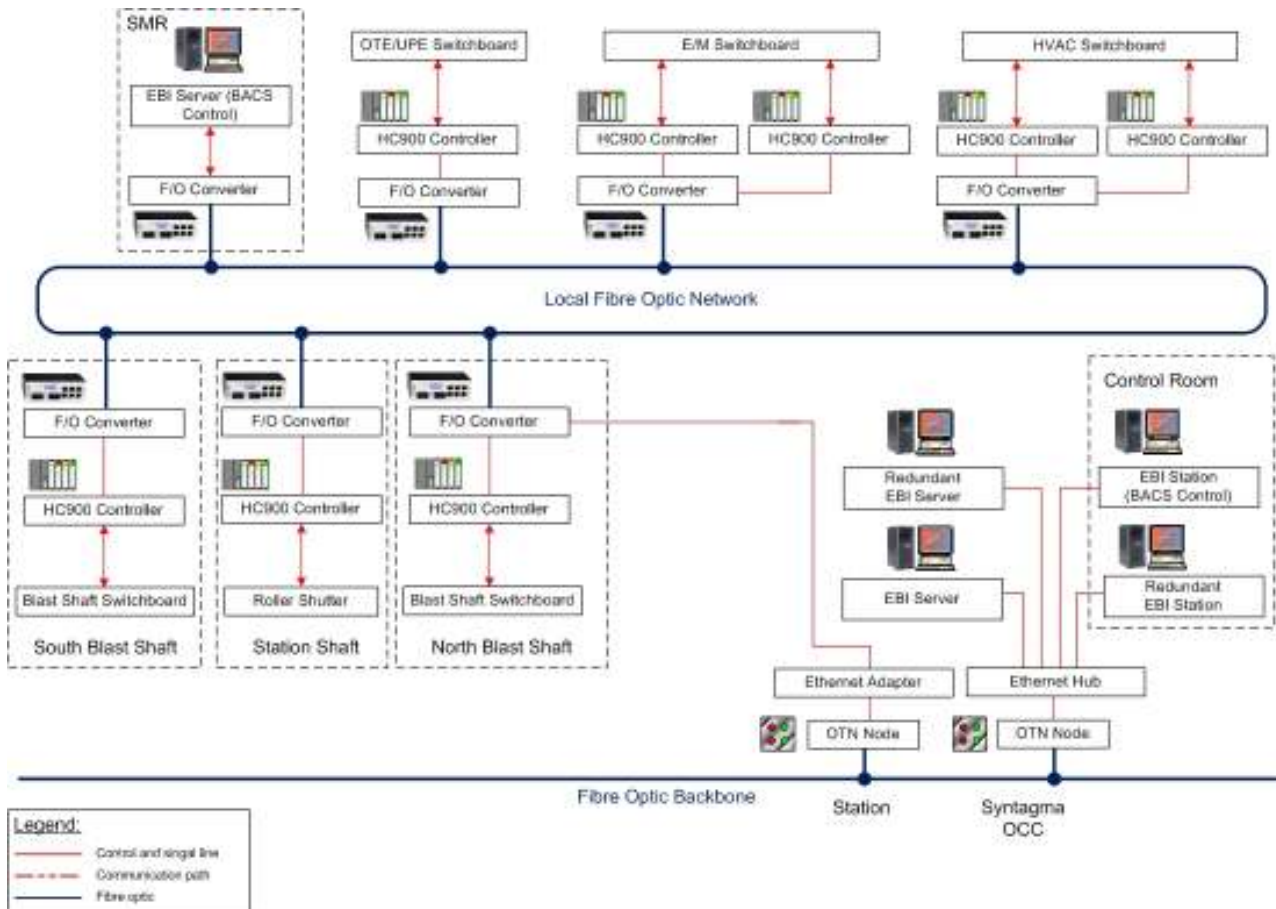 SMR
EBI Server (BACS
Control)
F/O Converter
OTE/UPE Switchboard
HC900 Controller
F/O Converter
E/M Switchboard
HC900 Controller
HC900 Controller
F/O Converter
HVAC Switchboard
HC900 Controller
HC900 Controller
F/O Converter
Local Fibre Optic Network
F/O Converter
HC900 Controller
Blast Shaft Switchboard
South Blast Shaft
F/O Converter
HC900 Controller
Roller Shutter
Station Shaft
F/O Converter
HC900 Controller
Blast Shaft Switchboard
North Blast Shaft
Redundant
EBI Server
EBI Server
Control Room
EBI Station
(BACS Control)
Redundant
EBI Station
Ethernet Adapter
Ethernet Hub
OTN Node
OTN Node
Fibre Optic Backbone
Station
Syntagma
OCC
Legend:
Control and singal line
Communication path
Fibre optic